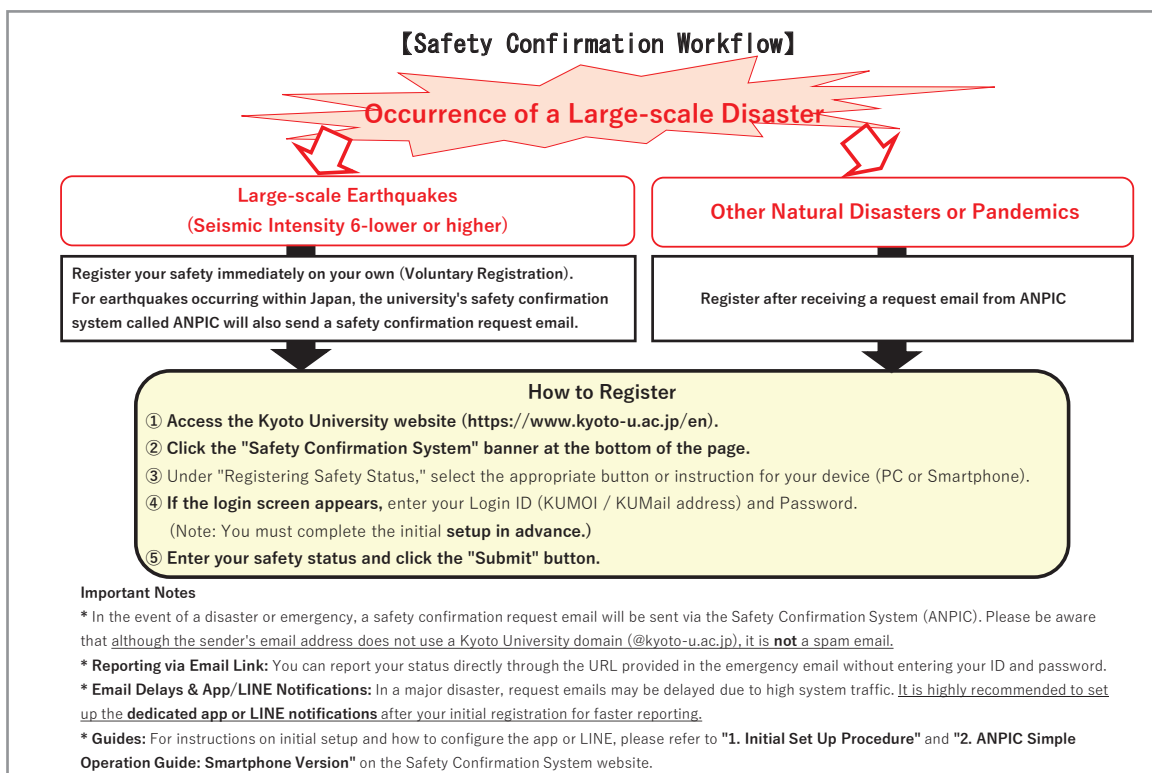 【Safety Confirmation Workflow】
Occurrence of a Large-scale Disaster
Large-scale Earthquakes
(Seismic Intensity 6-lower or higher)
Other Natural Disasters or Pandemics
Register your safety immediately on your own (Voluntary Registration).
For earthquakes occurring within Japan, the university's safety confirmation
system called ANPIC will also send a safety confirmation request email.
Register after receiving a request email from ANPIC
How to Register
① Access the Kyoto University website (https://www.kyoto-u.ac.jp/en).
② Click the "Safety Confirmation System" banner at the bottom of the page.
③ Under "Registering Safety Status," select the appropriate button or instruction for your device (PC or Smartphone).
④ If the login screen appears, enter your Login ID (KUMOI / KUMail address) and Password.
(Note: You must complete the initial setup in advance.)
⑤ Enter your safety status and click the "Submit" button.
Important Notes
* In the event of a disaster or emergency, a safety confirmation request email will be sent via the Safety Confirmation System (ANPIC). Please be aware
that although the sender's email address does not use a Kyoto University domain (@kyoto-u.ac.jp), it is not a spam email.
* Reporting via Email Link: You can report your status directly through the URL provided in the emergency email without entering your ID and password.
* Email Delays & App/LINE Notifications: In a major disaster, request emails may be delayed due to high system traffic. It is highly recommended to set
up the dedicated app or LINE notifications after your initial registration for faster reporting.
* Guides: For instructions on initial setup and how to configure the app or LINE, please refer to "1. Initial Set Up Procedure" and "2. ANPIC Simple
Operation Guide: Smartphone Version" on the Safety Confirmation System website.